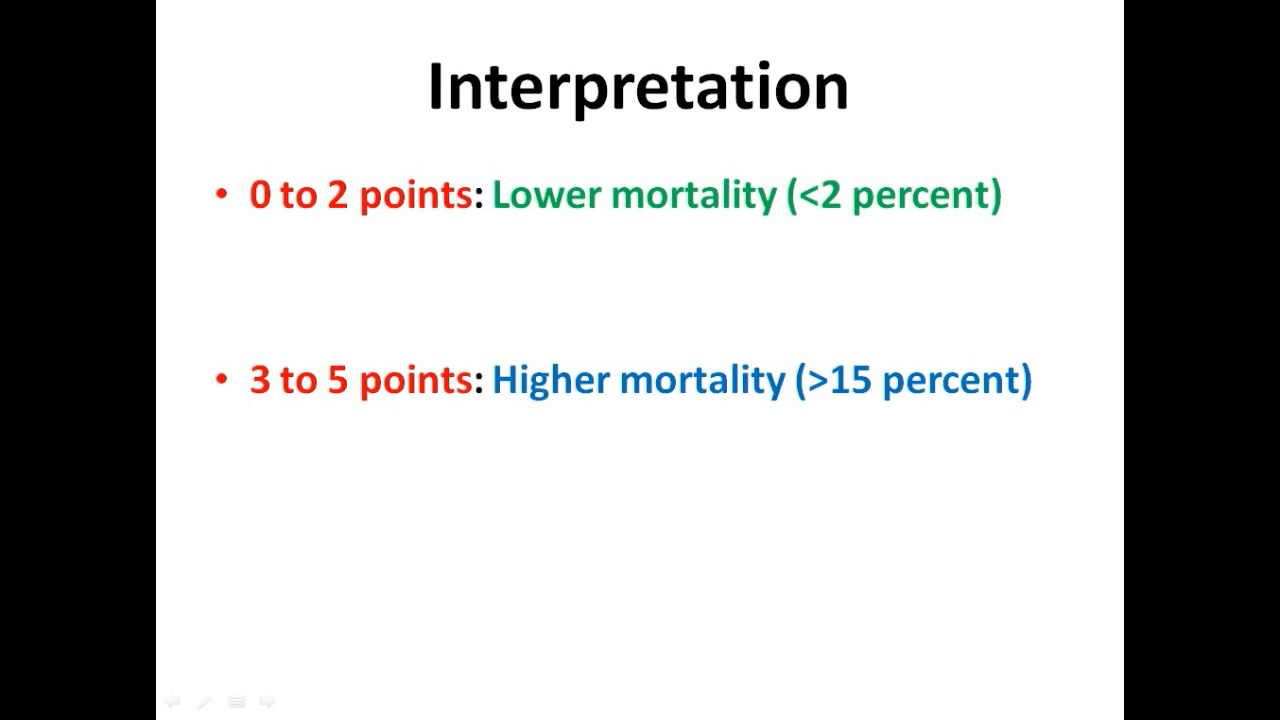 Interpretation
• 0 to 2 points: Lower mortality (<2 percent)
• 3 to 5 points: Higher mortality (>15 percent)